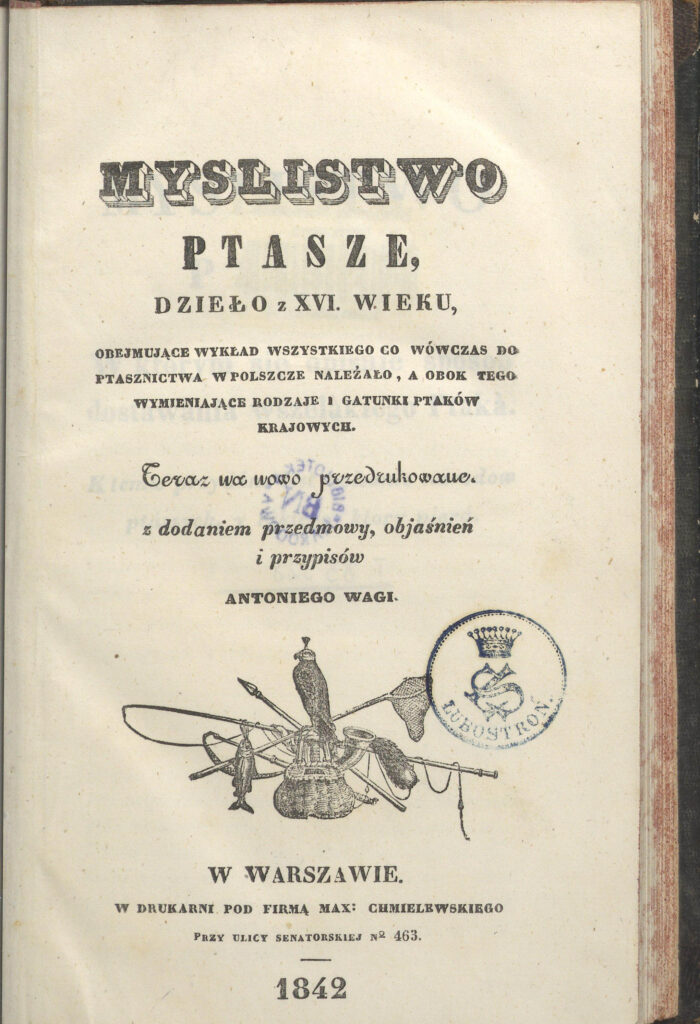 MYSLISTWO
PTASZE,
DZIEŁO z XVI. WIEKU,
OBEJMUJĄCE WYKŁAD WSZYSTKIEGO CO WÓWCZAS DO
PTASZNICTWA W POLSZCZE NALEŻAŁO, A OBOK TEGO
WYMIENIAJĄCE RODZAJE I GATUNKI PTAKÓW
KRAJOWYCH.
Teraz na nowo przedrukowane.
z dodaniem przedmowy, objaśnień
i przypisów
ANTONIEGO WAGI.
ŁUBOSTROŃ.
W WARSZAWIE.
W DRUKARNI POD FIRMĄ MAX: CHMIELEWSKIEGO
PRZY ULICY SENATORSKIEJ Nº 463.
1842